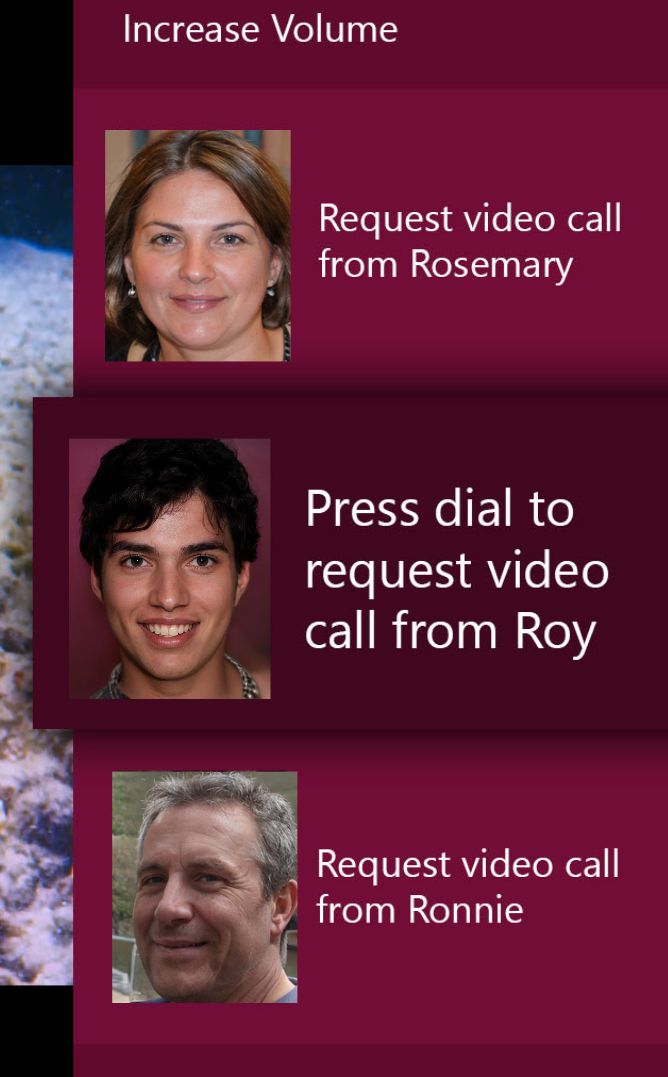 Increase Volume
Request video call
from Rosemary
Press dial to
request video
call from Roy
Request video call
from Ronnie